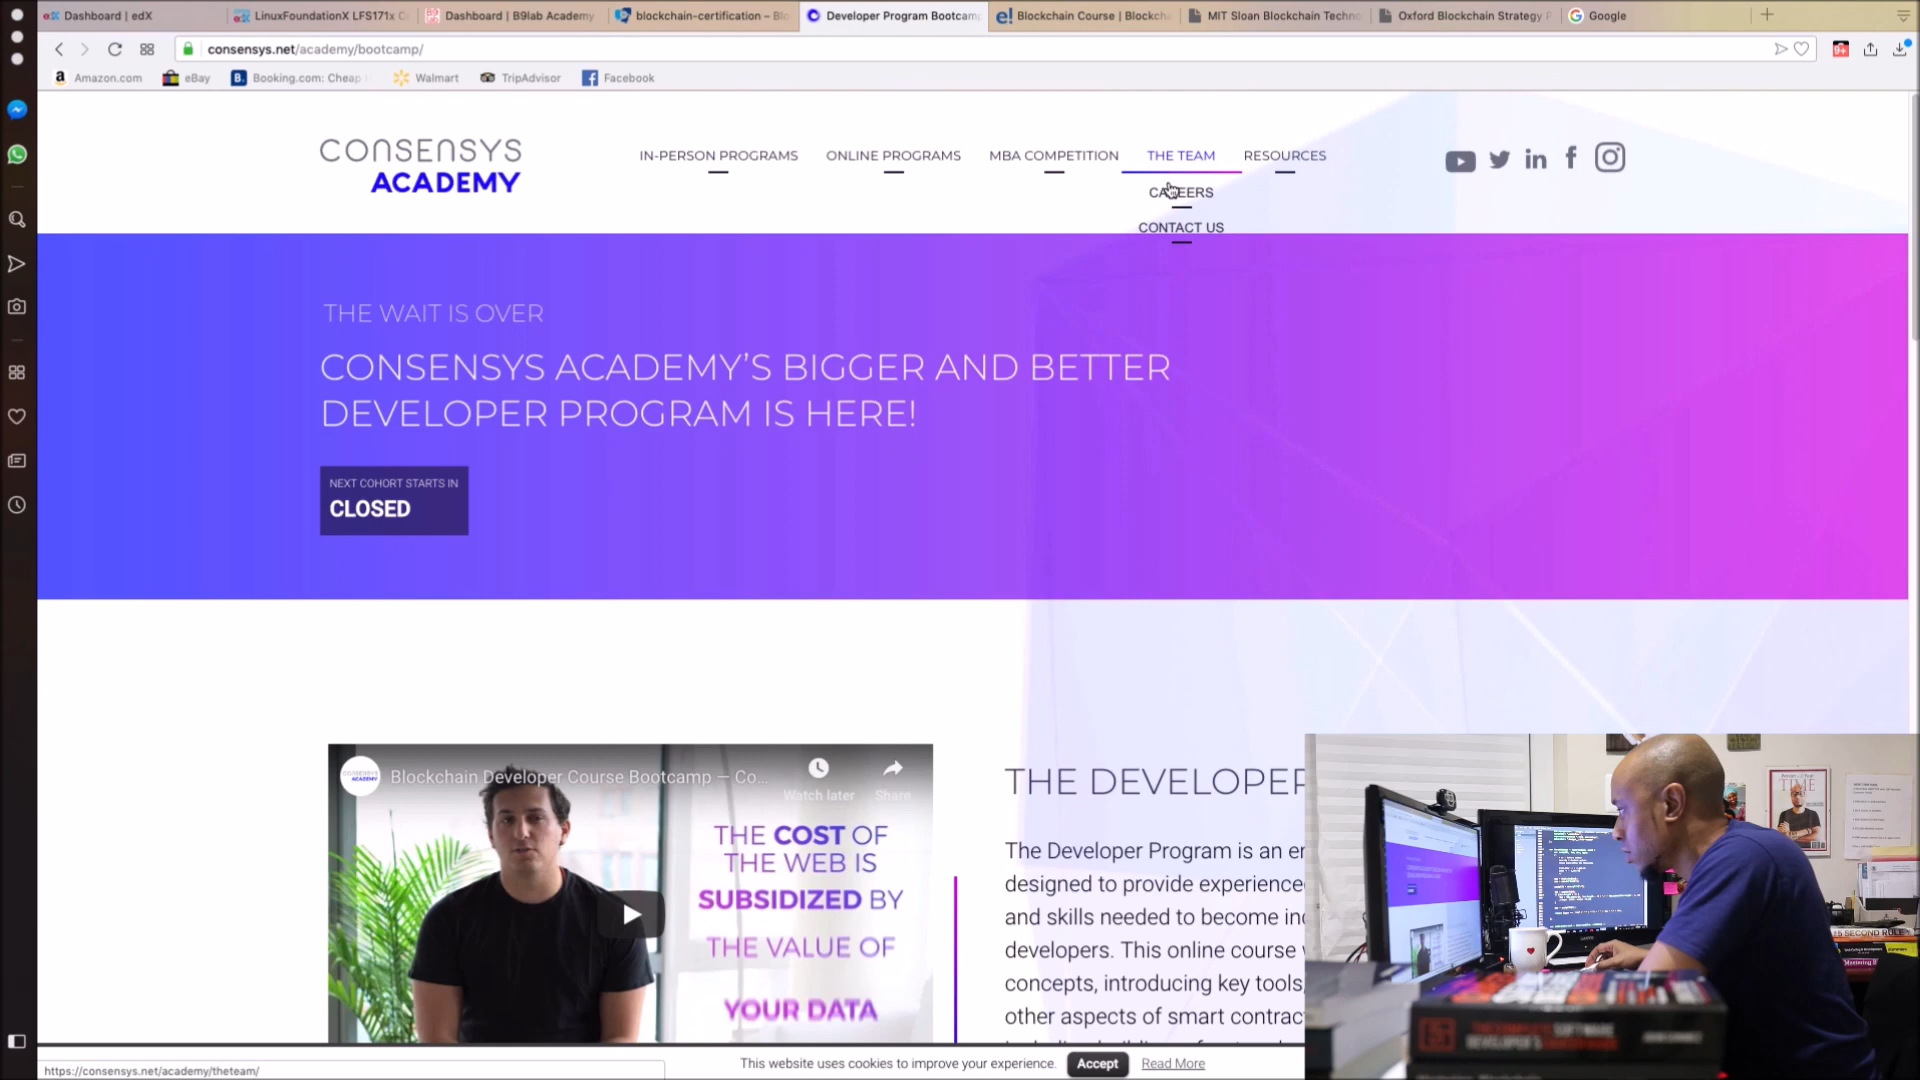 Dashboard | edX
LinuxFoundationX LFS171x
Dashboard | B9lab Academy
blockchain-certification – Blo
Developer Program Bootcam
Blockchain Course | Blockcha
MIT Sloan Blockchain Techno
Oxford Blockchain Strategy P
Google
consensys.net/academy/bootcamp/
9+
Amazon.com
eBay
Booking.com: Cheap
Walmart
TripAdvisor
Facebook
CONSENSYS
ACADEMY
IN-PERSON PROGRAMS
ONLINE PROGRAMS
MBA COMPETITION
THE TEAM
RESOURCES
CAREERS
CONTACT US
THE WAIT IS OVER
CONSENSYS ACADEMY'S BIGGER AND BETTER
DEVELOPER PROGRAM IS HERE!
NEXT COHORT STARTS IN
CLOSED
Blockchain Developer Course Bootcamp — Co...
Watch later
Share
THE COST OF
THE WEB IS
SUBSIDIZED BY
THE VALUE OF
YOUR DATA
THE DEVELOPER
The Developer Program is an
designed to provide experience
and skills needed to become
developers. This online course
concepts, introducing key tools,
other aspects of smart contrac
TIME
15 SECOND RULE
This website uses cookies to improve your experience.
Accept
Read More
https://consensys.net/academy/theteam/